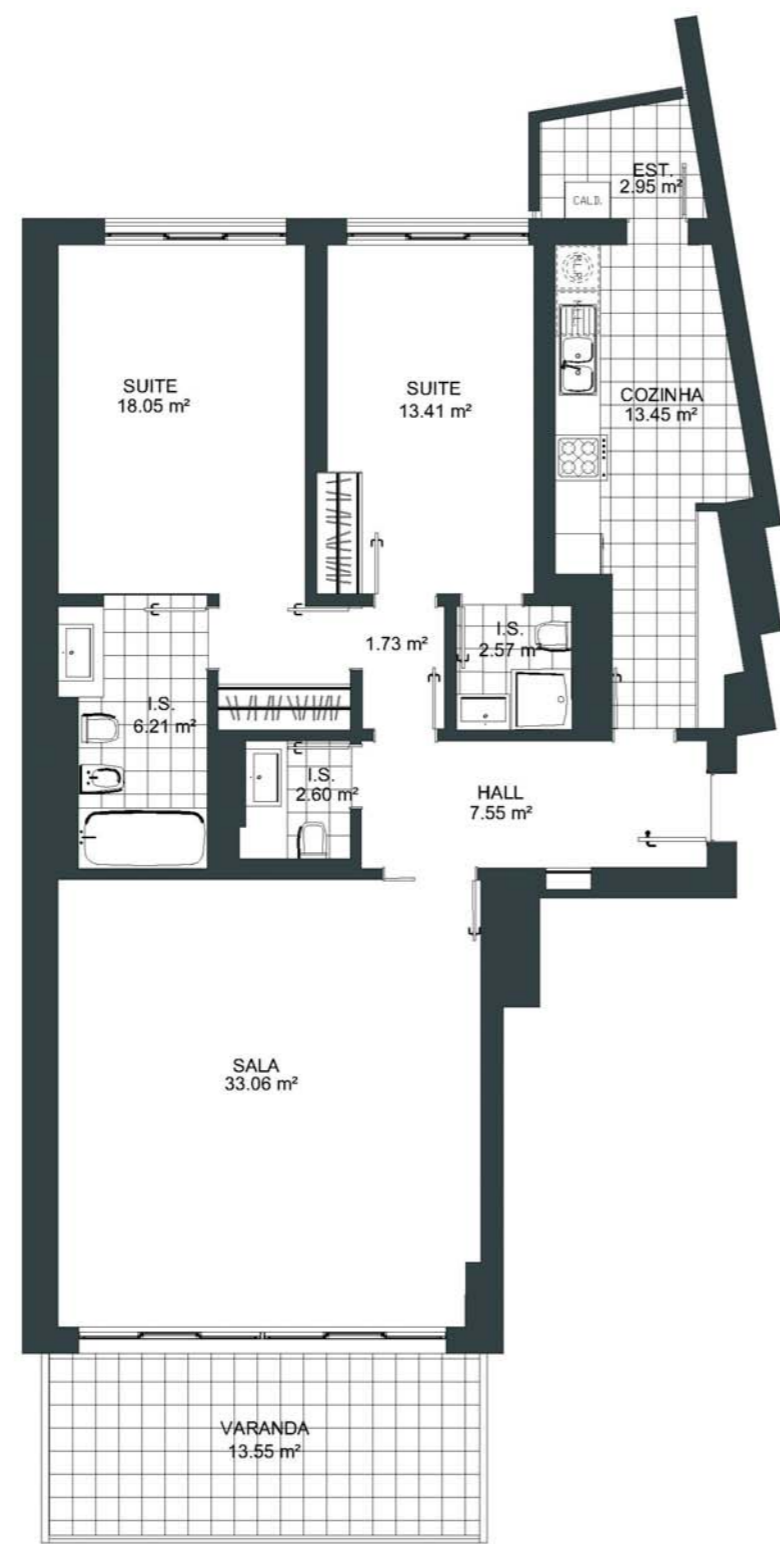 EST.
2.95 m²
CALD.
SUITE
18.05 m²
SUITE
13.41 m²
COZINHA
13.45 m²
1.73 m²
I.S.
2.57 m²
I.S.
6.21 m²
I.S.
2.60 m²
HALL
7.55 m²
SALA
33.06 m²
VARANDA
13.55 m²